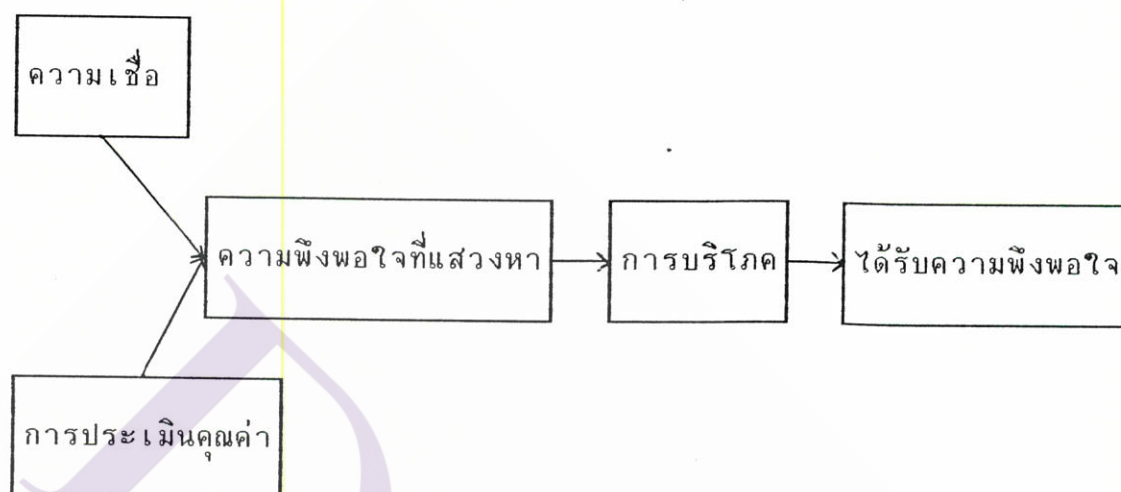 ความเชื่อ
ความพึงพอใจที่แสวงหา
การบริโภค
ได้รับความพึงพอใจ
การประเมินคุณค่า